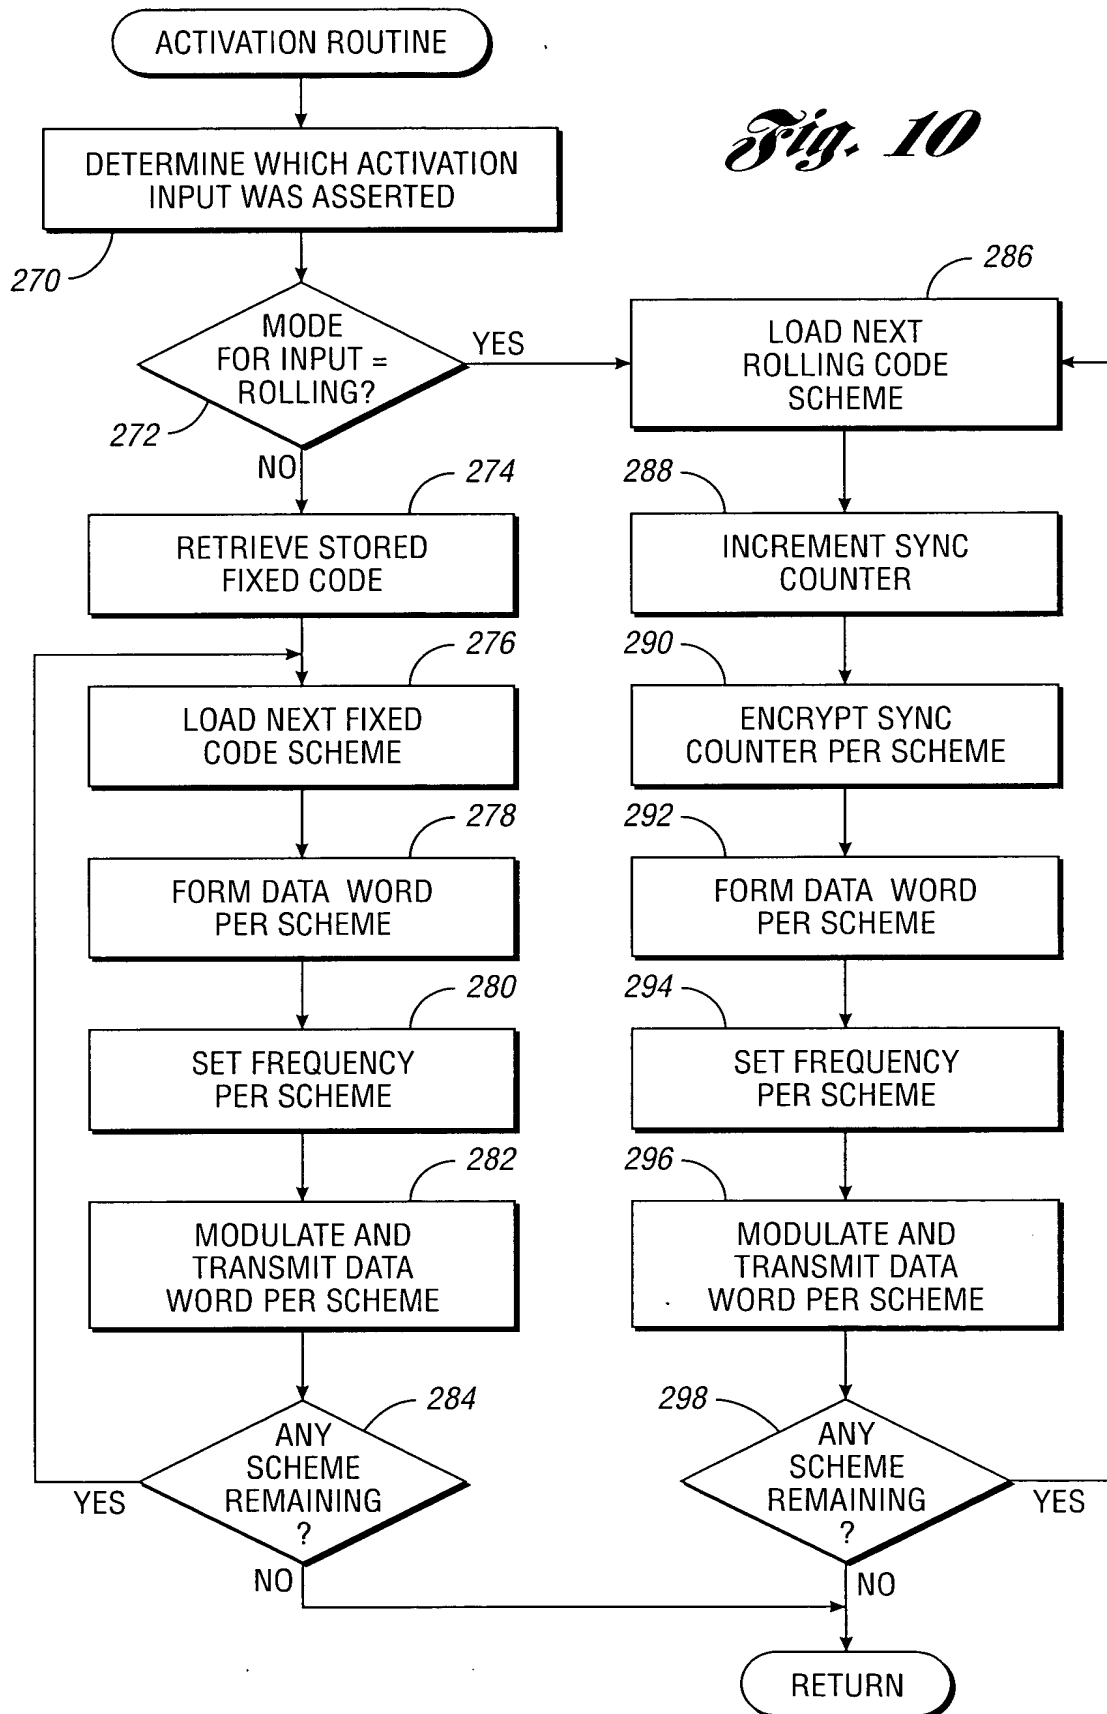 ACTIVATION ROUTINE
Fig. 10
DETERMINE WHICH ACTIVATION
INPUT WAS ASSERTED
270
MODE
FOR INPUT =
ROLLING?
272
YES
NO
274
RETRIEVE STORED
FIXED CODE
276
LOAD NEXT FIXED
CODE SCHEME
278
FORM DATA WORD
PER SCHEME
280
SET FREQUENCY
PER SCHEME
282
MODULATE AND
TRANSMIT DATA
WORD PER SCHEME
284
ANY
SCHEME
REMAINING
?
YES
NO
286
LOAD NEXT
ROLLING CODE
SCHEME
288
INCREMENT SYNC
COUNTER
290
ENCRYPT SYNC
COUNTER PER SCHEME
292
FORM DATA WORD
PER SCHEME
294
SET FREQUENCY
PER SCHEME
296
MODULATE AND
TRANSMIT DATA
WORD PER SCHEME
298
ANY
SCHEME
REMAINING
?
YES
NO
RETURN